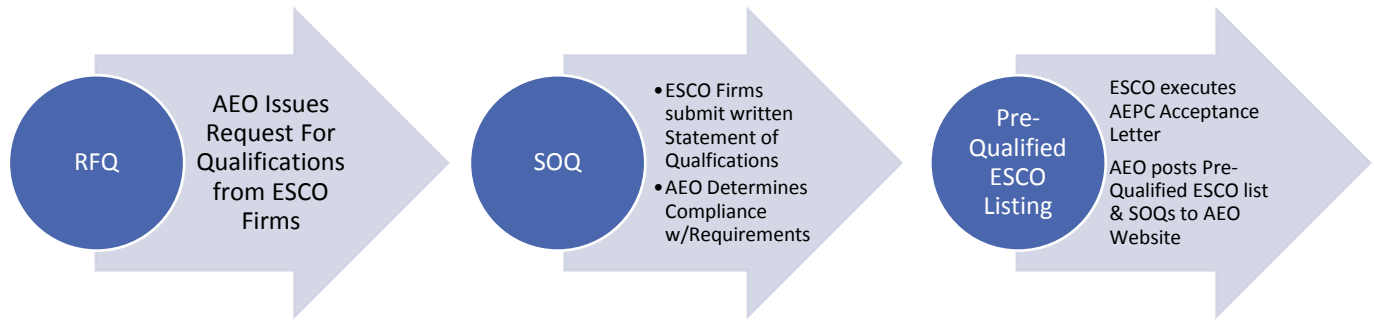 RFQ
AEO Issues
Request For
Qualifications
from ESCO
Firms
SOQ
•ESCO Firms
submit written
Statement of
Qualfications
•AEO Determines
Compliance
w/Requirements
Pre-
Qualified
ESCO
Listing
ESCO executes
AEPC Acceptance
Letter
AEO posts Pre-
Qualified ESCO list
& SOQs to AEO
Website